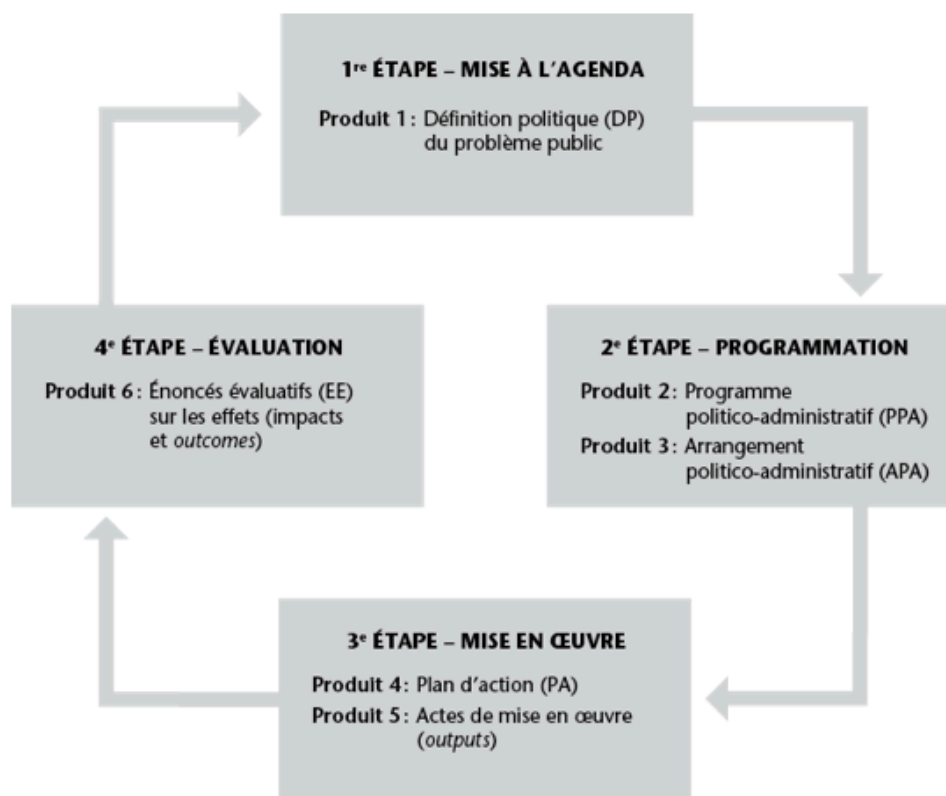 1re ÉTAPE – MISE À L’AGENDA
Produit 1 : Définition politique (DP)
du problème public
4e ÉTAPE – ÉVALUATION
Produit 6 : Énoncés évaluatifs (EE)
sur les effets (impacts
et outcomes)
2e ÉTAPE – PROGRAMMATION
Produit 2 : Programme
politico-administratif (PPA)
Produit 3 : Arrangement
politico-administratif (APA)
3e ÉTAPE – MISE EN ŒUVRE
Produit 4 : Plan d’action (PA)
Produit 5 : Actes de mise en œuvre
(outputs)